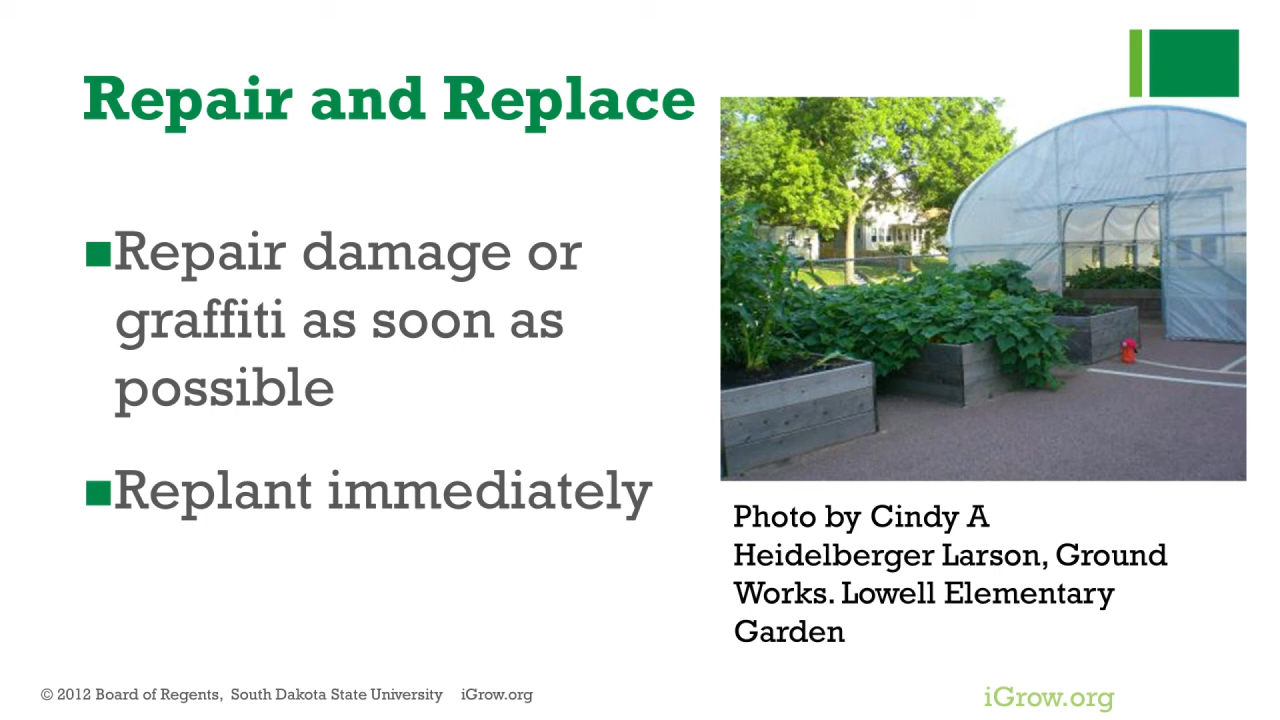 Repair and Replace
Repair damage or
graffiti as soon as
possible
Replant immediately
Photo by Cindy A
Heidelberger Larson, Ground
Works. Lowell Elementary
Garden
© 2012 Board of Regents, South Dakota State University iGrow.org
iGrow.org